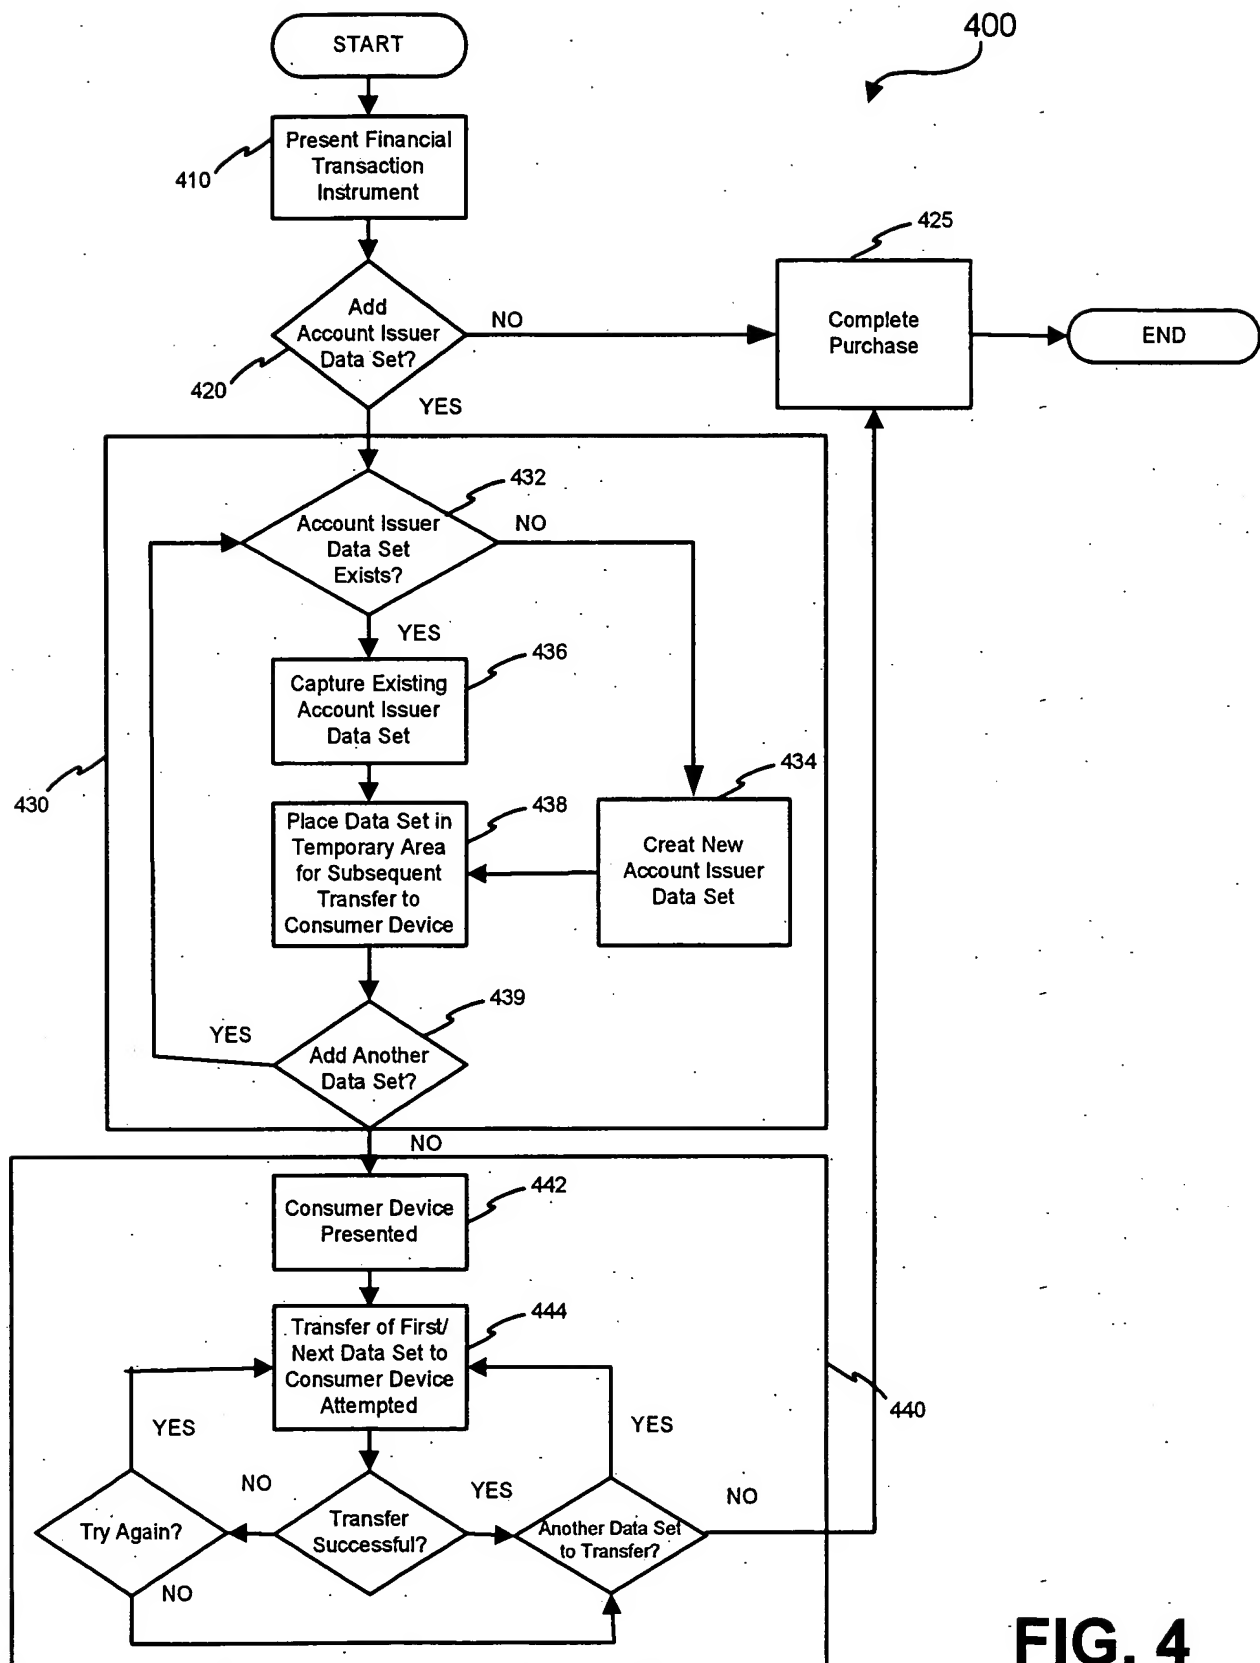 START
400
Present Financial
Transaction
Instrument
410
425
Complete
Purchase
END
Add
Account Issuer
Data Set?
NO
420
YES
432
Account Issuer
Data Set
Exists?
NO
YES
436
Capture Existing
Account Issuer
Data Set
430
434
438
Place Data Set in
Temporary Area
for Subsequent
Transfer to
Consumer Device
Creat New
Account Issuer
Data Set
439
YES
Add Another
Data Set?
NO
442
Consumer Device
Presented
444
Transfer of First/
Next Data Set to
Consumer Device
Attempted
440
YES
YES
NO
YES
NO
Try Again?
Transfer
Successful?
Another Data Set
to Transfer?
NO
FIG. 4